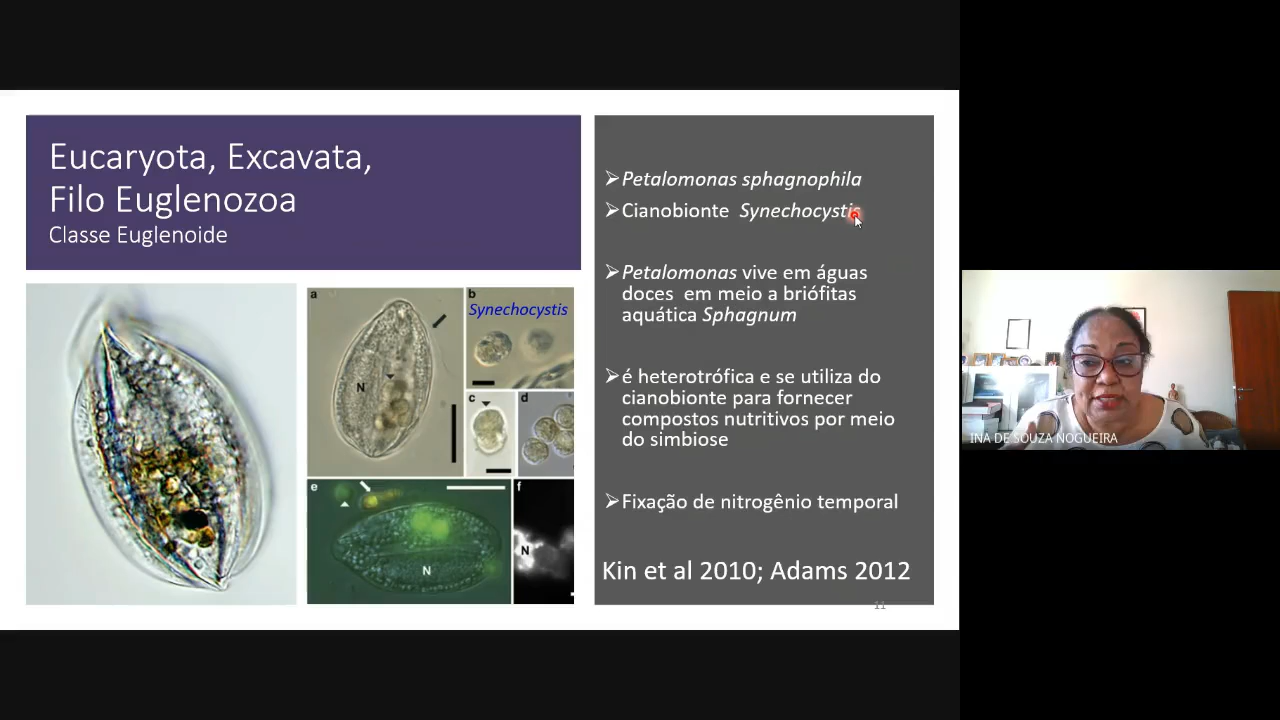 Eucaryota, Excavata,
Filo Euglenozoa
Classe Euglenoide
a
N
b
Synechocystis
c
d
e
N
f
N
➢Petalomonas sphagnophila
➢Cianobionte Synechocystis
➢Petalomonas vive em águas
doces em meio a briófitas
aquática Sphagnum
➢é heterotrófica e se utiliza do
cianobionte para fornecer
compostos nutritivos por meio
do simbiose
➢Fixação de nitrogênio temporal
Kin et al 2010; Adams 2012
11
INA DE SOUZA NOGUEIRA